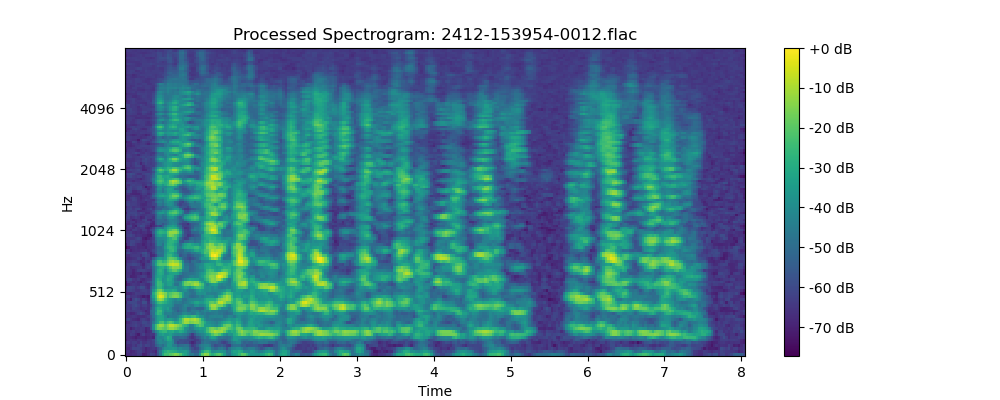 Processed Spectrogram: 2412-153954-0012.flac
Hz
4096
2048
1024
512
0
0 1 2 3 4 5 6 7 8
Time
+0 dB
-10 dB
-20 dB
-30 dB
-40 dB
-50 dB
-60 dB
-70 dB